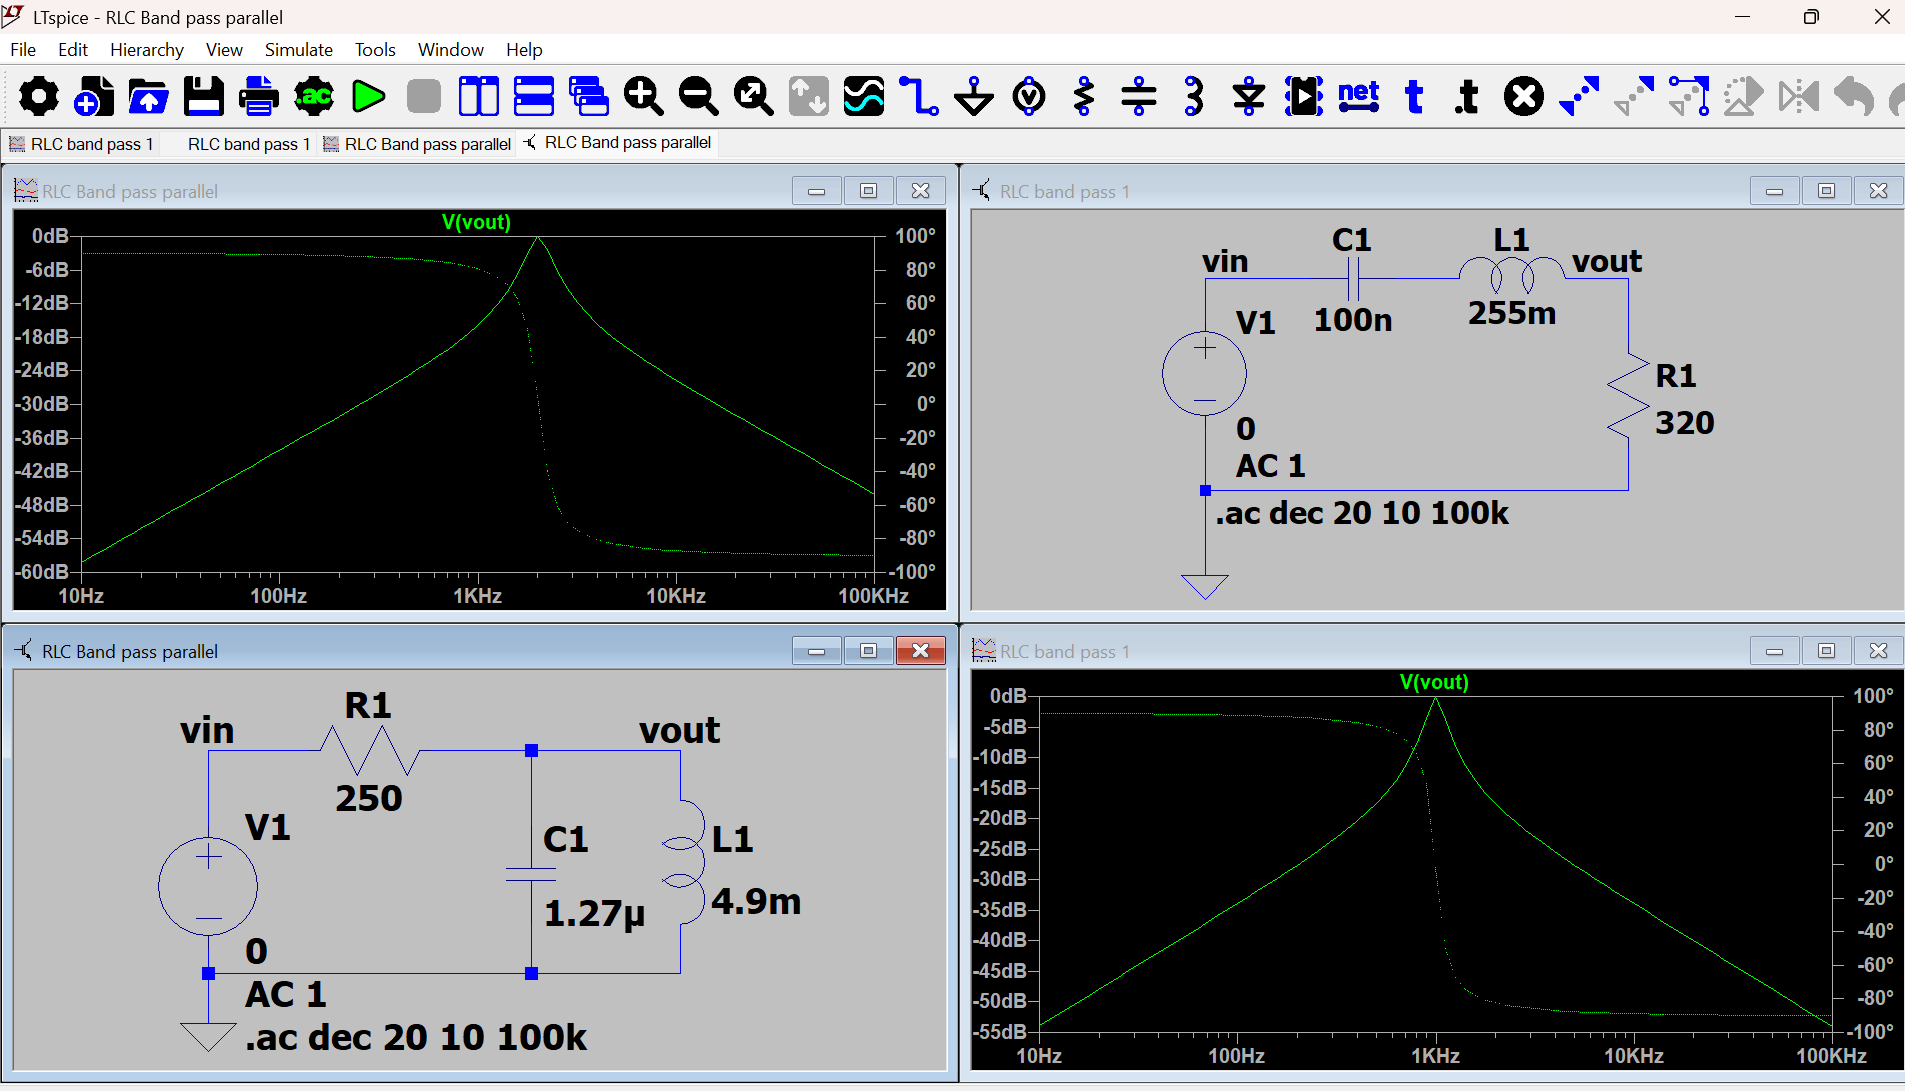 LTspice - RLC Band pass parallel
File Edit Hierarchy View Simulate Tools Window Help
.ac net t .t
RLC band pass 1 RLC band pass 1 RLC Band pass parallel RLC Band pass parallel
RLC Band pass parallel
V(vout)
0dB 100°
-6dB 80°
-12dB 60°
-18dB 40°
-24dB 20°
-30dB 0°
-36dB -20°
-42dB -40°
-48dB -60°
-54dB -80°
-60dB -100°
10Hz 100Hz 1KHz 10KHz 100KHz
RLC band pass 1
C1 L1
vin vout
V1 100n 255m
R1
320
0
AC 1
.ac dec 20 10 100k
RLC Band pass parallel
R1
vin vout
250
V1
C1 L1
1.27µ 4.9m
0
AC 1
.ac dec 20 10 100k
RLC band pass 1
V(vout)
0dB 100°
-5dB 80°
-10dB 60°
-15dB 40°
-20dB 20°
-25dB 0°
-30dB -20°
-35dB -40°
-40dB -60°
-45dB -80°
-50dB -100°
-55dB
10Hz 100Hz 1KHz 10KHz 100KHz